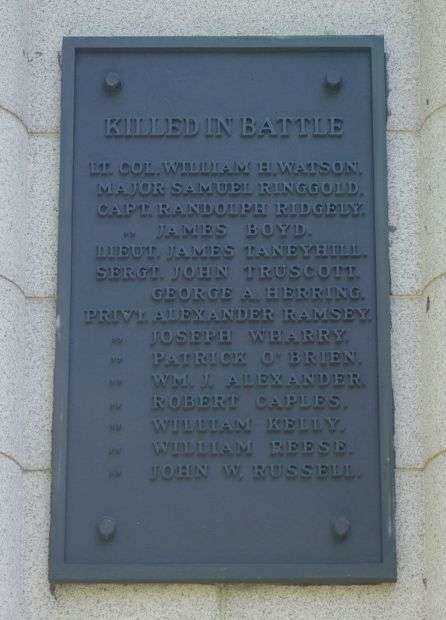 KILLED IN BATTLE
LT. COL. WILLIAM H. WATSON.
MAJOR SAMUEL RINGGOLD.
CAPT. RANDOLPH RIDGELY.
" JAMES BOYD.
LIEUT. JAMES TANEYHILL.
SERGT. JOHN TRUSCOTT.
GEORGE A. HERRING.
PRIVT. ALEXANDER RAMSEY.
" JOSEPH WHARRY.
" PATRICK O'BRIEN.
" WM. J. ALEXANDER.
" ROBERT CAPLES.
" WILLIAM KELLY.
" WILLIAM REESE.
" JOHN W. RUSSELL.